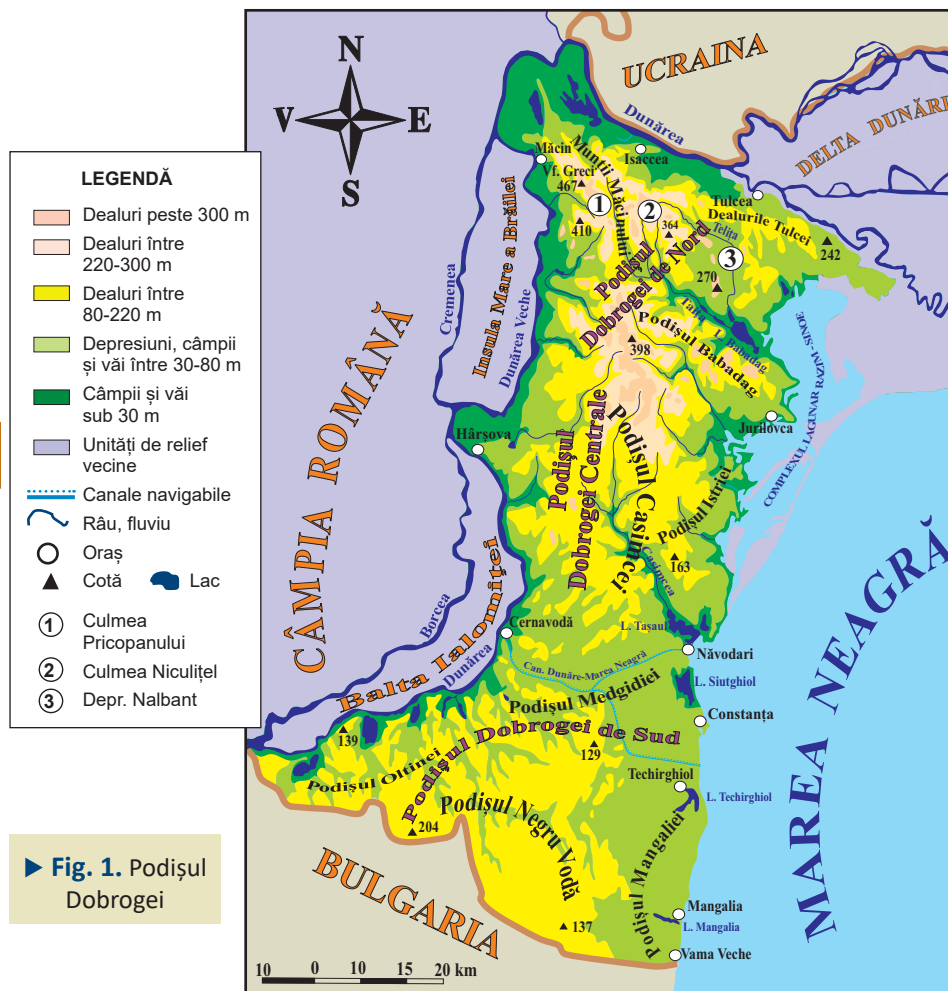 N
V
E
S
UCRAINA
DELTA DUNĂRII
Dunărea
Măcin
Isaccea
Vf. Greci
467
Munții Măcinului
1
2
410
364
Tulcea
Dealurile Tulcei
Telița
3
242
270
Podișul
Dobrogei de Nord
Taița
L. Babadag
Podișul Babadag
398
Cremenea
Insula Mare a Brăilei
Dunărea Veche
CÂMPIA ROMÂNĂ
Hârșova
Jurilovca
COMPLEXUL LAGUNAR RAZIM-SINOE
Podișul
Dobrogei Centrale
Podișul Casimcei
Podișul Istriei
Casimcea
163
Borcea
Balta Ialomiței
Dunărea
Cernavodă
L. Tașaul
Năvodari
Can. Dunăre-Marea Neagră
L. Siutghiol
Podișul Medgidiei
Constanța
139
Podișul Dobrogei de Sud
129
Podișul Oltinei
Techirghiol
L. Techirghiol
Podișul Negru Vodă
204
Podișul Mangaliei
MAREA NEAGRĂ
BULGARIA
Mangalia
L. Mangalia
137
Vama Veche
10 0 10 15 20 km
LEGENDĂ
Dealuri peste 300 m
Dealuri între
220-300 m
Dealuri între
80-220 m
Depresiuni, câmpii
și văi între 30-80 m
Câmpii și văi
sub 30 m
Unități de relief
vecine
Canale navigabile
Râu, fluviu
Oraș
Cotă Lac
1 Culmea
Pricopanului
2 Culmea Niculițel
3 Depr. Nalbant
▶ Fig. 1. Podișul
Dobrogei